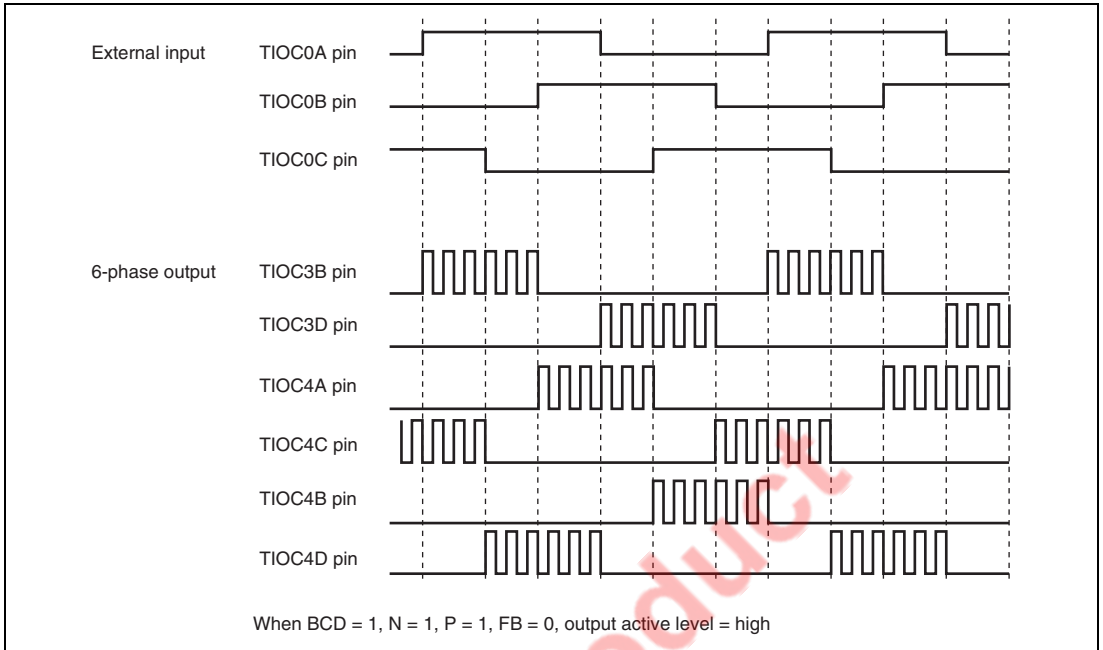 External input TIOC0A pin
TIOC0B pin
TIOC0C pin
6-phase output TIOC3B pin
TIOC3D pin
TIOC4A pin
TIOC4C pin
TIOC4B pin
TIOC4D pin
When BCD = 1, N = 1, P = 1, FB = 0, output active level = high